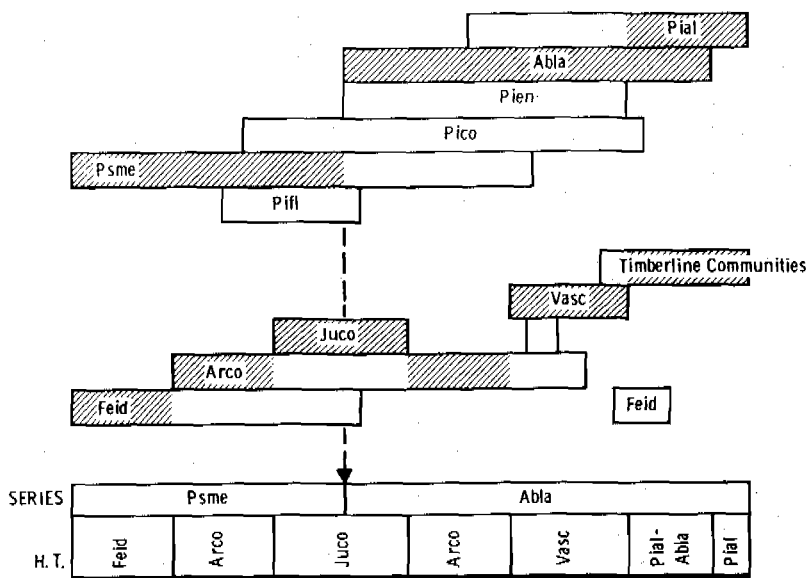 Pial
Abla
Pien
Pico
Psme
Pifl
Timberline Communities
Vasc
Juco
Arco
Feid
Feid
SERIES Psme Abla
H.T. Feid Arco Juco Arco Vasc Pial-Abla Pial